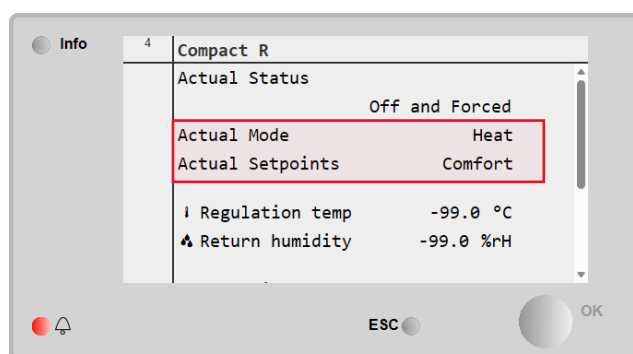 Info
4
Compact R
Actual Status
Off and Forced
Actual Mode Heat
Actual Setpoints Comfort
Regulation temp -99.0 °C
Return humidity -99.0 %rH
ESC
OK